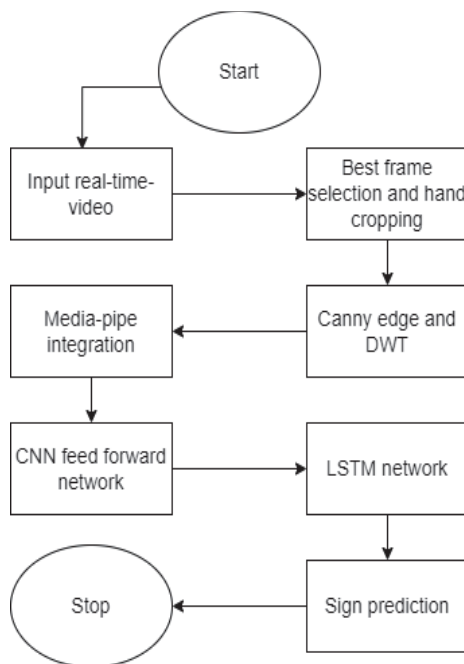 Start
Input real-time-
video
Best frame
selection and hand
cropping
Canny edge and
DWT
Media-pipe
integration
CNN feed forward
network
LSTM network
Sign prediction
Stop